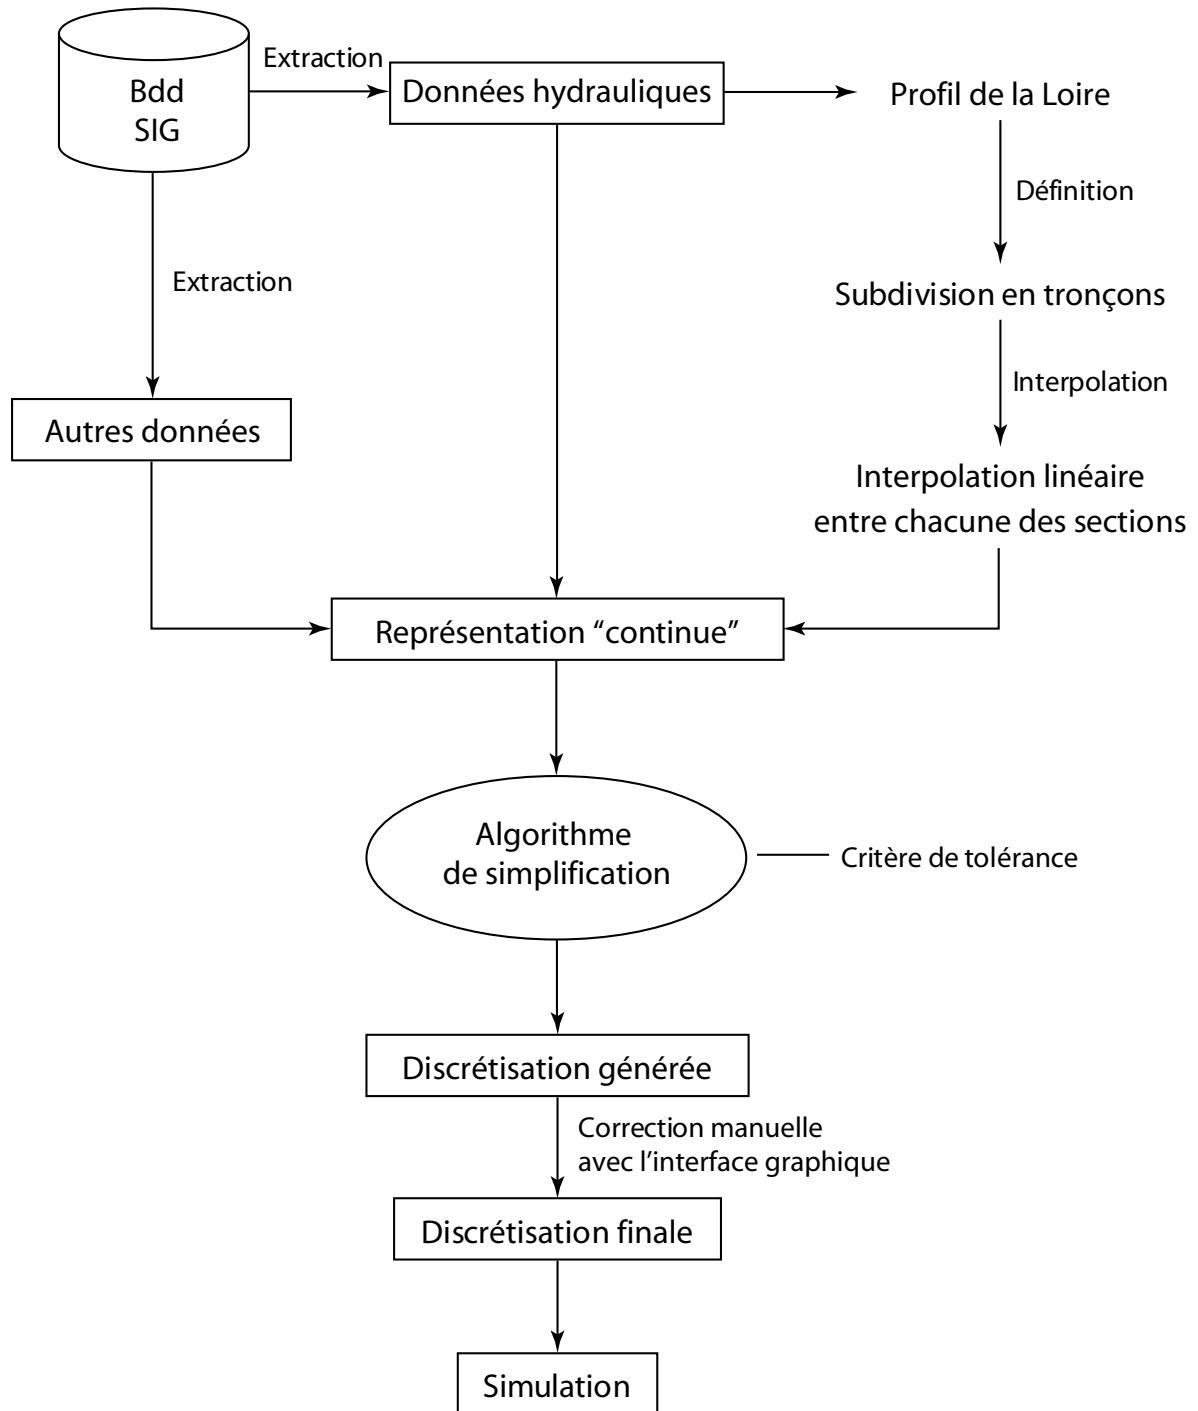 Bdd
SIG
Extraction
Données hydrauliques
Profil de la Loire
Définition
Extraction
Subdivision en tronçons
Interpolation
Autres données
Interpolation linéaire
entre chacune des sections
Représentation “continue”
Algorithme
de simplification
Critère de tolérance
Discrétisation générée
Correction manuelle
avec l’interface graphique
Discrétisation finale
Simulation